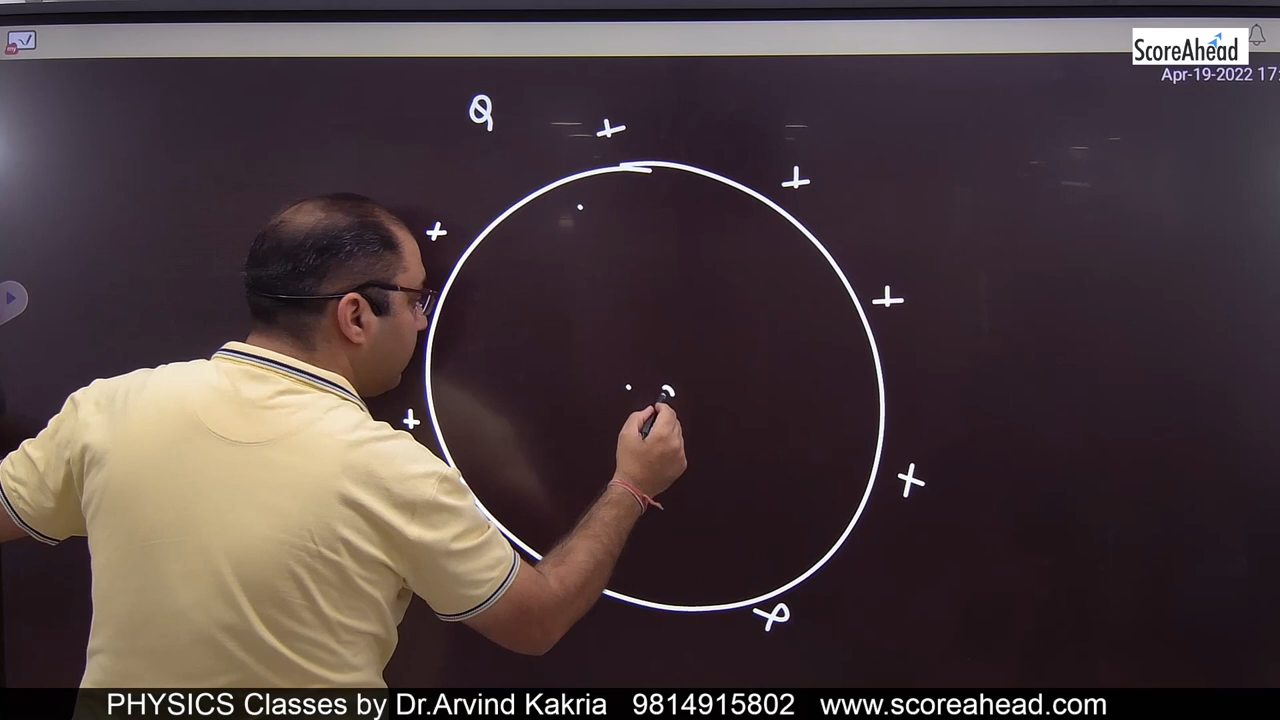 ScoreAhead
Apr-19-2022 17:
Q
+
+
+
+
+
+
+
PHYSICS Classes by Dr.Arvind Kakria 9814915802 www.scoreahead.com